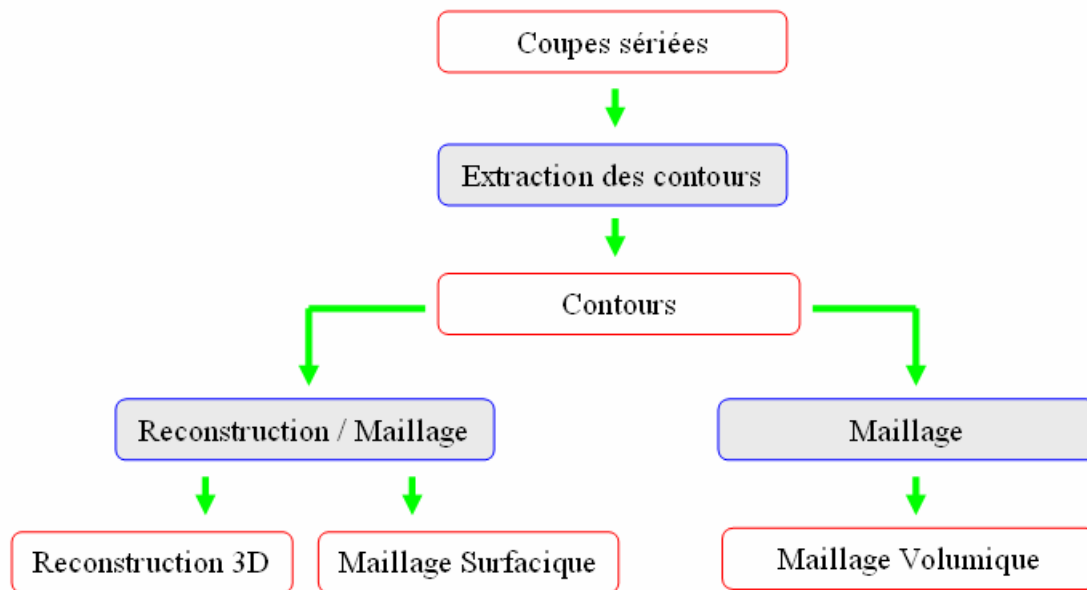 Coupes sériées
Extraction des contours
Contours
Reconstruction / Maillage
Maillage
Reconstruction 3D
Maillage Surfacique
Maillage Volumique